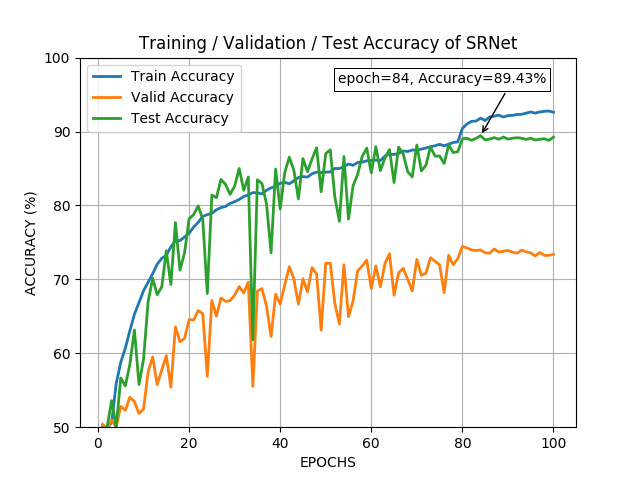 Training / Validation / Test Accuracy of SRNet
Train Accuracy
Valid Accuracy
Test Accuracy
epoch=84, Accuracy=89.43%
ACCURACY (%)
100
90
80
70
60
50
0 20 40 60 80 100
EPOCHS